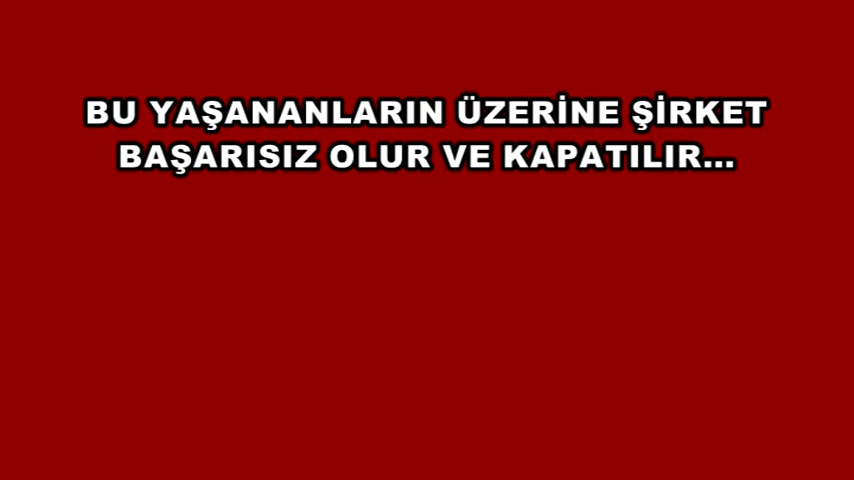 BU YAŞANANLARIN ÜZERİNE ŞİRKET
BAŞARISIZ OLUR VE KAPATILIR...